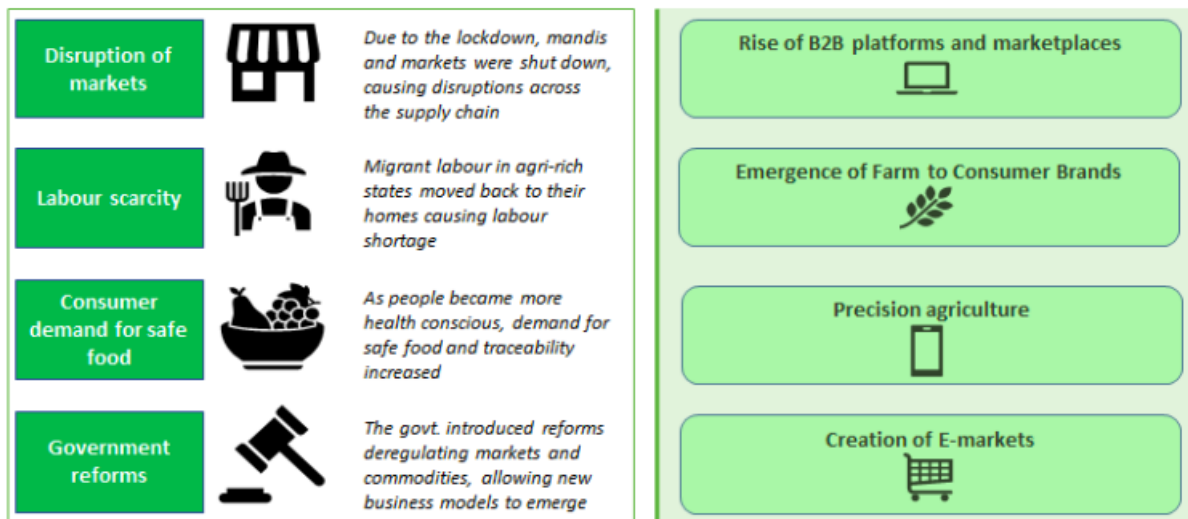 Disruption of
markets
Due to the lockdown, mandis
and markets were shut down,
causing disruptions across
the supply chain
Rise of B2B platforms and marketplaces
Labour scarcity
Migrant labour in agri-rich
states moved back to their
homes causing labour
shortage
Emergence of Farm to Consumer Brands
Consumer
demand for safe
food
As people became more
health conscious, demand for
safe food and traceability
increased
Precision agriculture
Government
reforms
The govt. introduced reforms
deregulating markets and
commodities, allowing new
business models to emerge
Creation of E-markets